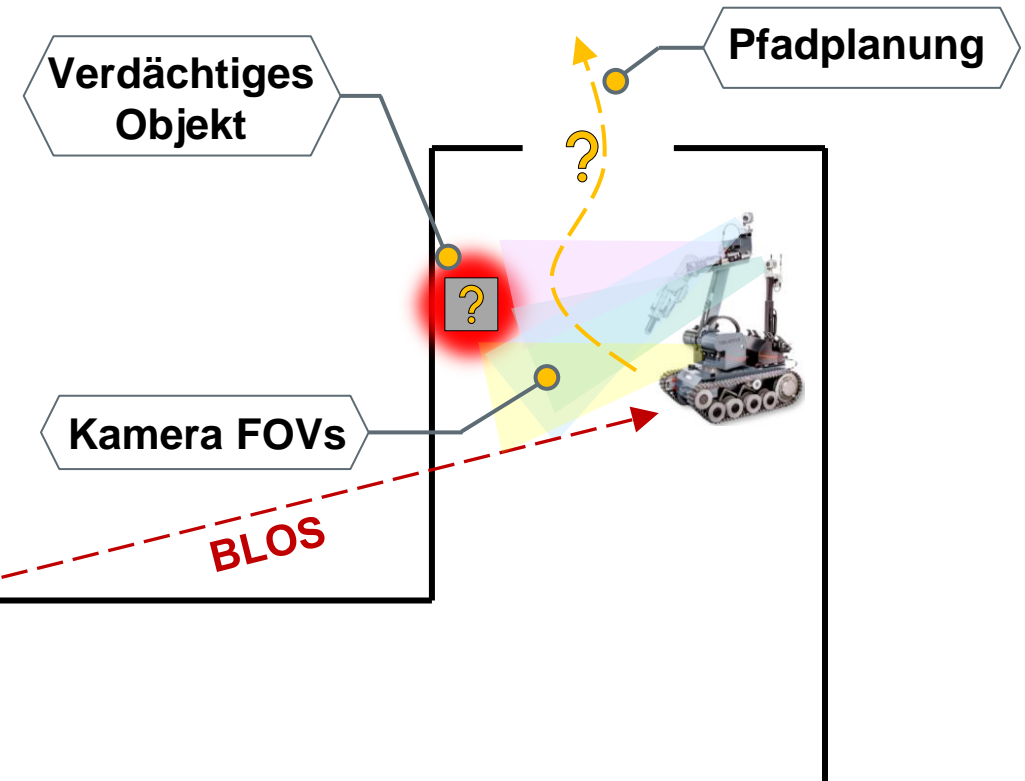 Pfadplanung
Verdächtiges
Objekt
?
?
Kamera FOVs
BLOS